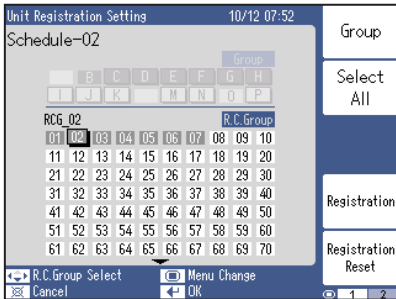 Unit Registration Setting 10/12 07:52
Schedule-02
Group
B C D E F G H
I J K M N O P
RCG_02 R.C.Group
01 02 03 04 05 06 07 08 09 10
11 12 13 14 15 16 17 18 19 20
21 22 23 24 25 26 27 28 29 30
31 32 33 34 35 36 37 38 39 40
41 42 43 44 45 46 47 48 49 50
51 52 53 54 55 56 57 58 59 60
61 62 63 64 65 66 67 68 69 70
R.C.Group Select Menu Change
Cancel OK
Group
Select
All
Registration
Registration
Reset
1 2